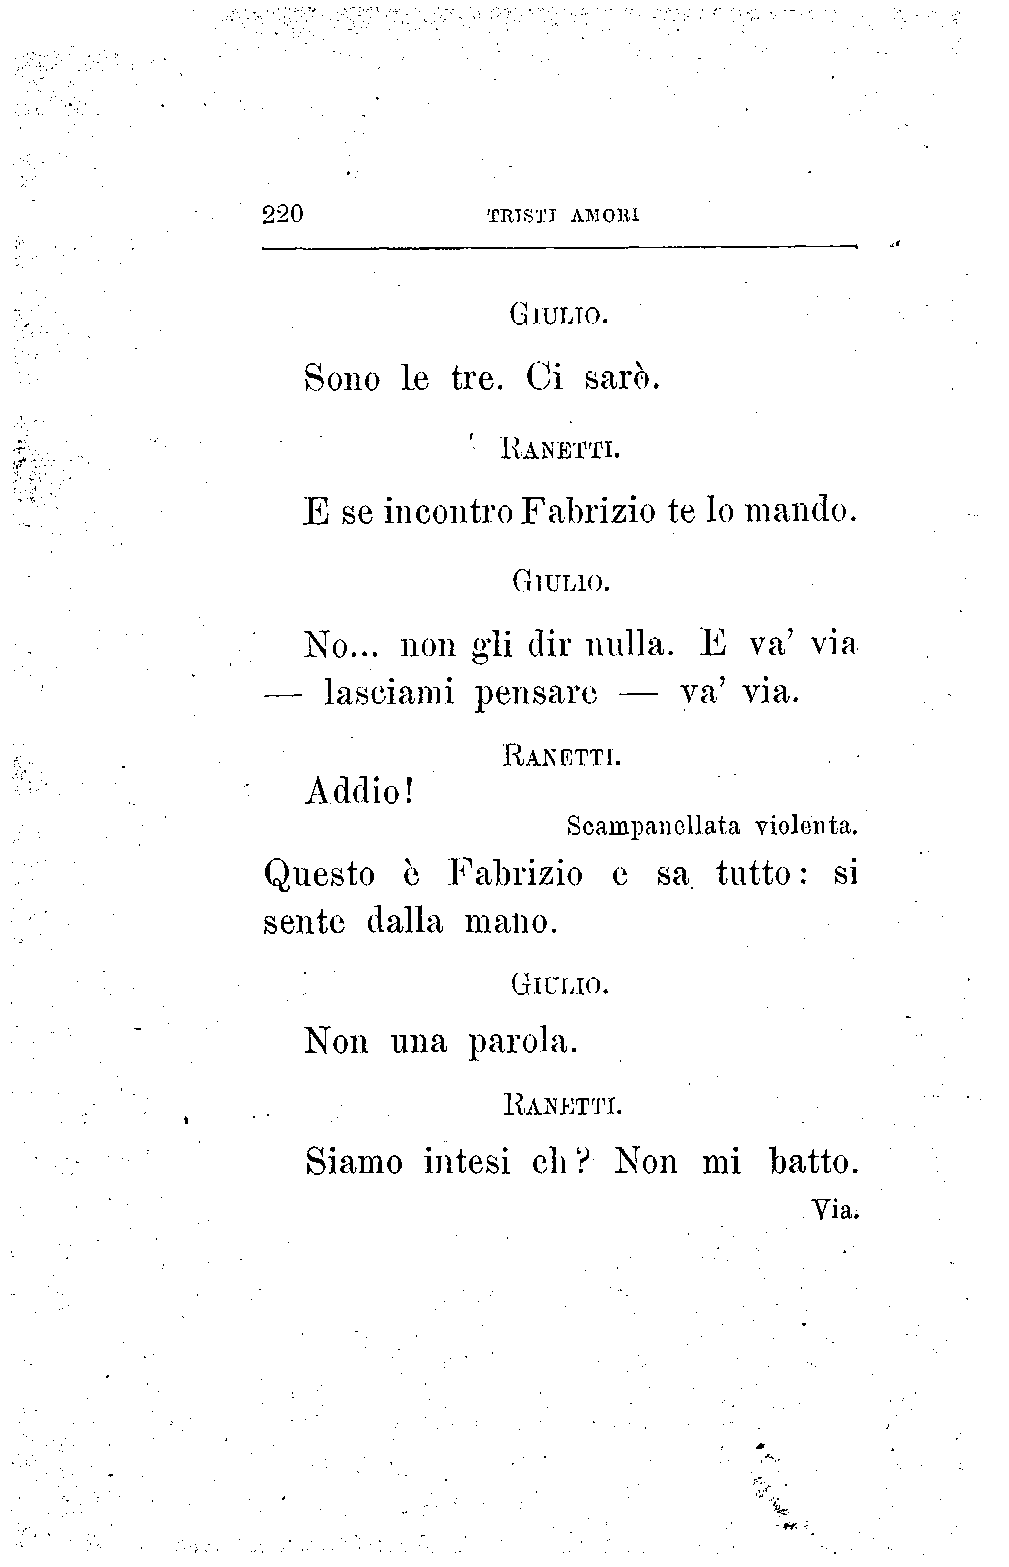 220 TRISTI AMORI
GIULIO.
Sono le tre. Ci sarò.
RANETTI.
E se incontro Fabrizio te lo mando.
GIULIO.
No... non gli dir nulla. E va' via
— lasciami pensare — va' via.
RANETTI.
Addio!
Scampanellata violenta.
Questo è Fabrizio e sa tutto: si
sente dalla mano.
GIULIO.
Non una parola.
RANETTI.
Siamo intesi eh? Non mi batto.
Via.